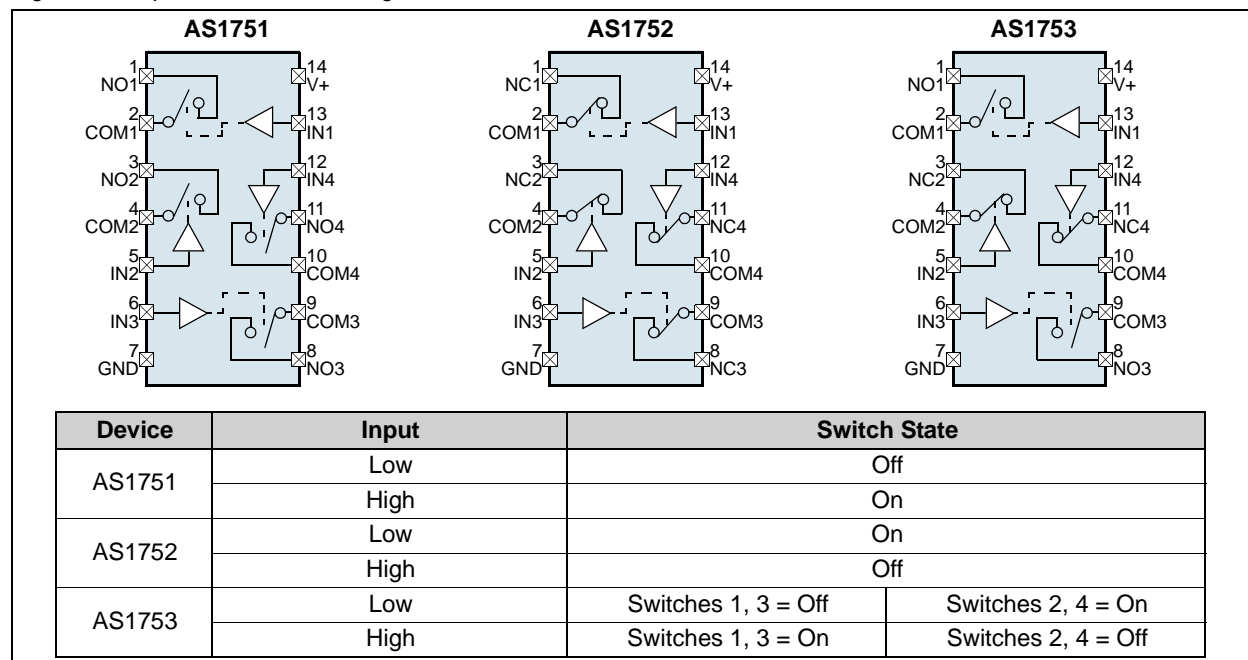 AS1751
1
NO1
2
COM1
3
NO2
4
COM2
5
IN2
6
IN3
7
GND
14
V+
13
IN1
12
IN4
11
NO4
10
COM4
9
COM3
8
NO3
AS1752
1
NC1
2
COM1
3
NC2
4
COM2
5
IN2
6
IN3
7
GND
14
V+
13
IN1
12
IN4
11
NC4
10
COM4
9
COM3
8
NC3
AS1753
1
NO1
2
COM1
3
NC2
4
COM2
5
IN2
6
IN3
7
GND
14
V+
13
IN1
12
IN4
11
NC4
10
COM4
9
COM3
8
NO3
Device Input Switch State
AS1751
Low Off
High On
AS1752
Low On
High Off
AS1753
Low Switches 1, 3 = Off Switches 2, 4 = On
High Switches 1, 3 = On Switches 2, 4 = Off